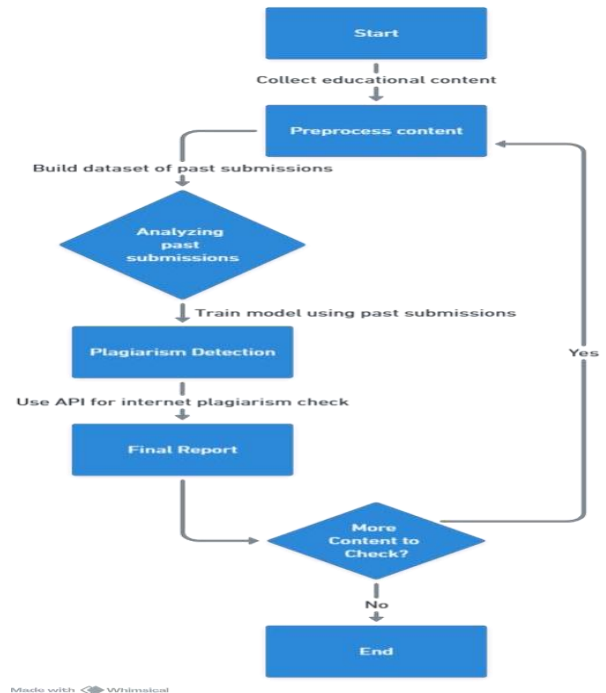 Start
Collect educational content
Preprocess content
Build dataset of past submissions
Analyzing
past
submissions
Train model using past submissions
Plagiarism Detection
Yes
Use API for internet plagiarism check
Final Report
More
Content to
Check?
No
End
Made with Whimsical